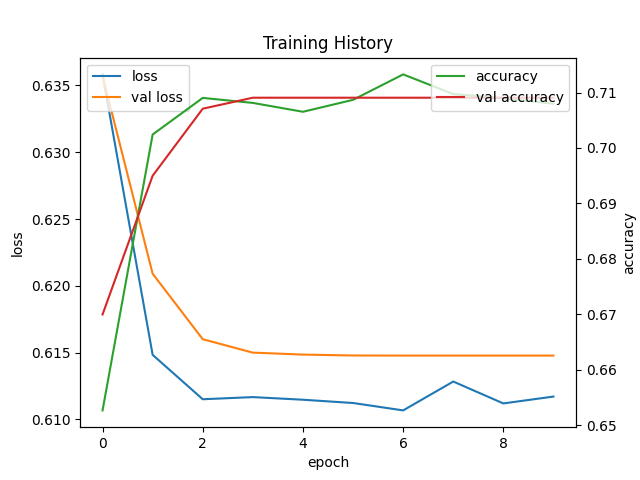 Training History
loss
val loss
accuracy
val accuracy
0.635
0.630
0.625
0.620
0.615
0.610
loss
0.71
0.70
0.69
0.68
0.67
0.66
0.65
accuracy
0 2 4 6 8
epoch